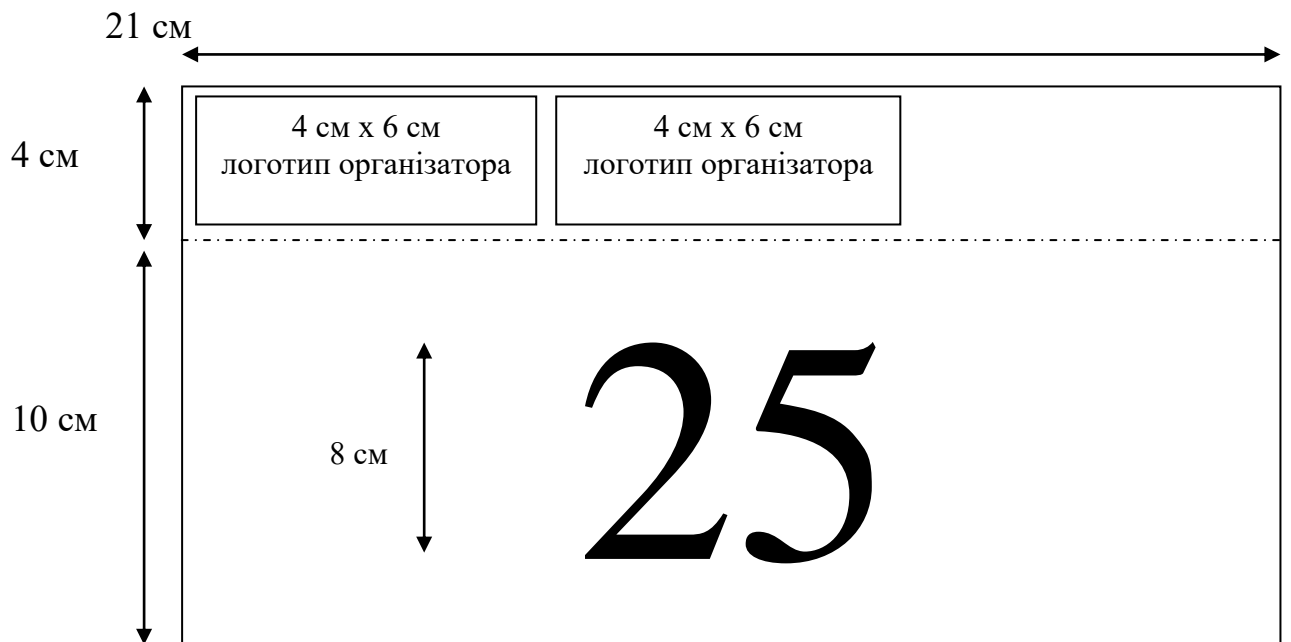 21 см
4 см
4 см х 6 см
логотип організатора
4 см х 6 см
логотип організатора
10 см
8 см
25